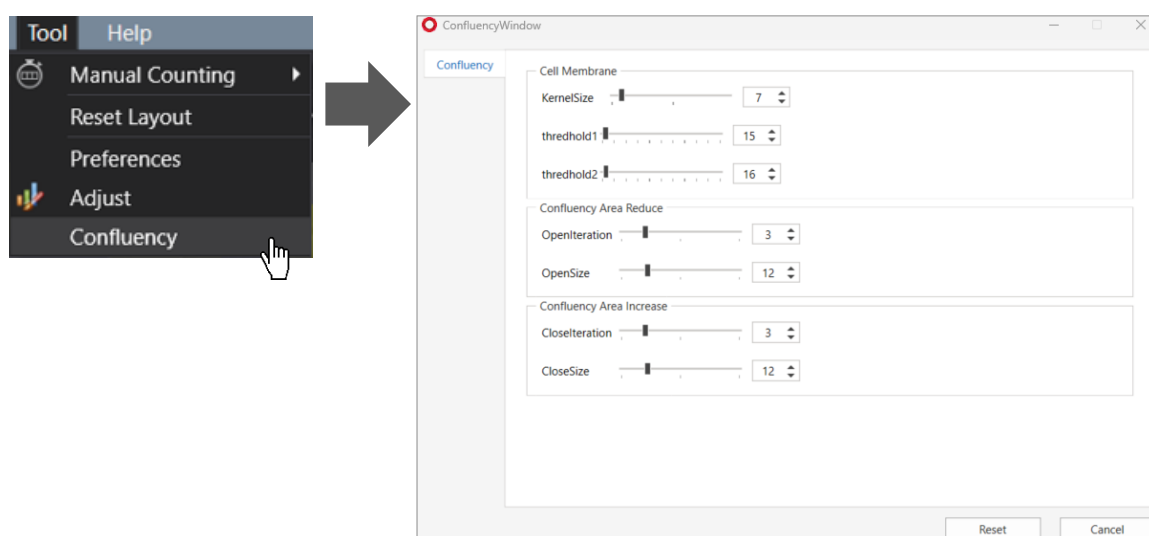 Tool Help
Manual Counting
Reset Layout
Preferences
Adjust
Confluency
ConfluencyWindow
Confluency
Cell Membrane
KernelSize 7
thredhold1 15
thredhold2 16
Confluency Area Reduce
OpenIteration 3
OpenSize 12
Confluency Area Increase
CloseIteration 3
CloseSize 12
Reset Cancel